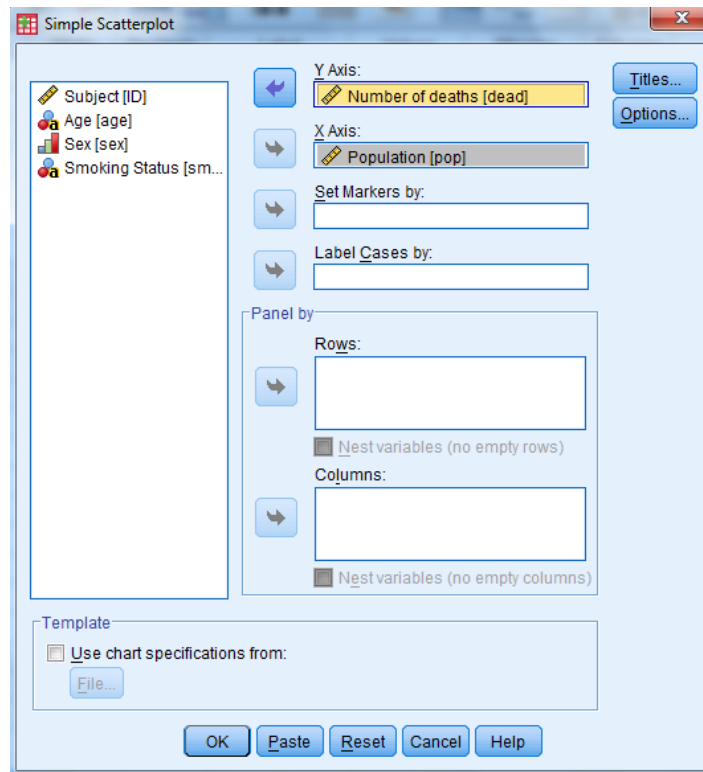 Simple Scatterplot
Subject [ID]
Age [age]
Sex [sex]
Smoking Status [sm...
Y Axis:
Number of deaths [dead]
X Axis:
Population [pop]
Set Markers by:
Label Cases by:
Panel by
Rows:
Nest variables (no empty rows)
Columns:
Nest variables (no empty columns)
Titles...
Options...
Template
Use chart specifications from:
File...
OK Paste Reset Cancel Help